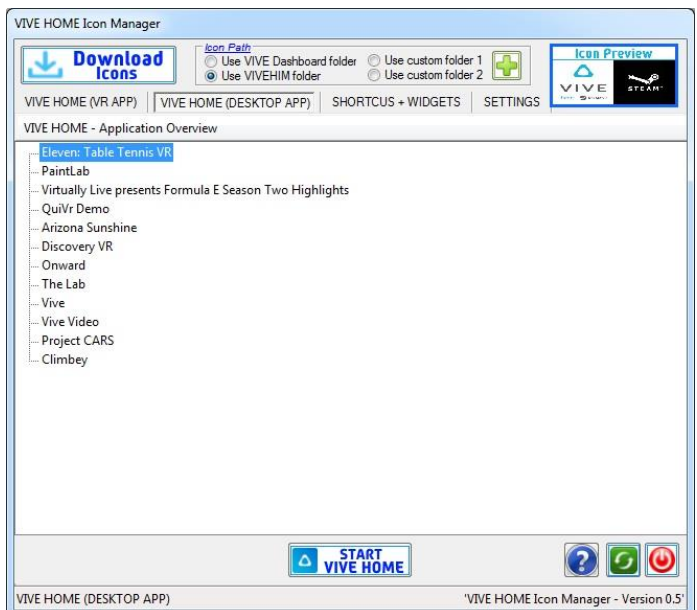 VIVE HOME Icon Manager
Download
Icons
Icon Path
Use VIVE Dashboard folder
Use custom folder 1
Use VIVEHIM folder
Use custom folder 2
Icon Preview
VIVE
STEAM
VIVE HOME (VR APP)
VIVE HOME (DESKTOP APP)
SHORTCUS + WIDGETS
SETTINGS
VIVE HOME - Application Overview
Eleven: Table Tennis VR
PaintLab
Virtually Live presents Formula E Season Two Highlights
QuiVr Demo
Arizona Sunshine
Discovery VR
Onward
The Lab
Vive
Vive Video
Project CARS
Climbey
START
VIVE HOME
?
VIVE HOME (DESKTOP APP)
'VIVE HOME Icon Manager - Version 0.5'